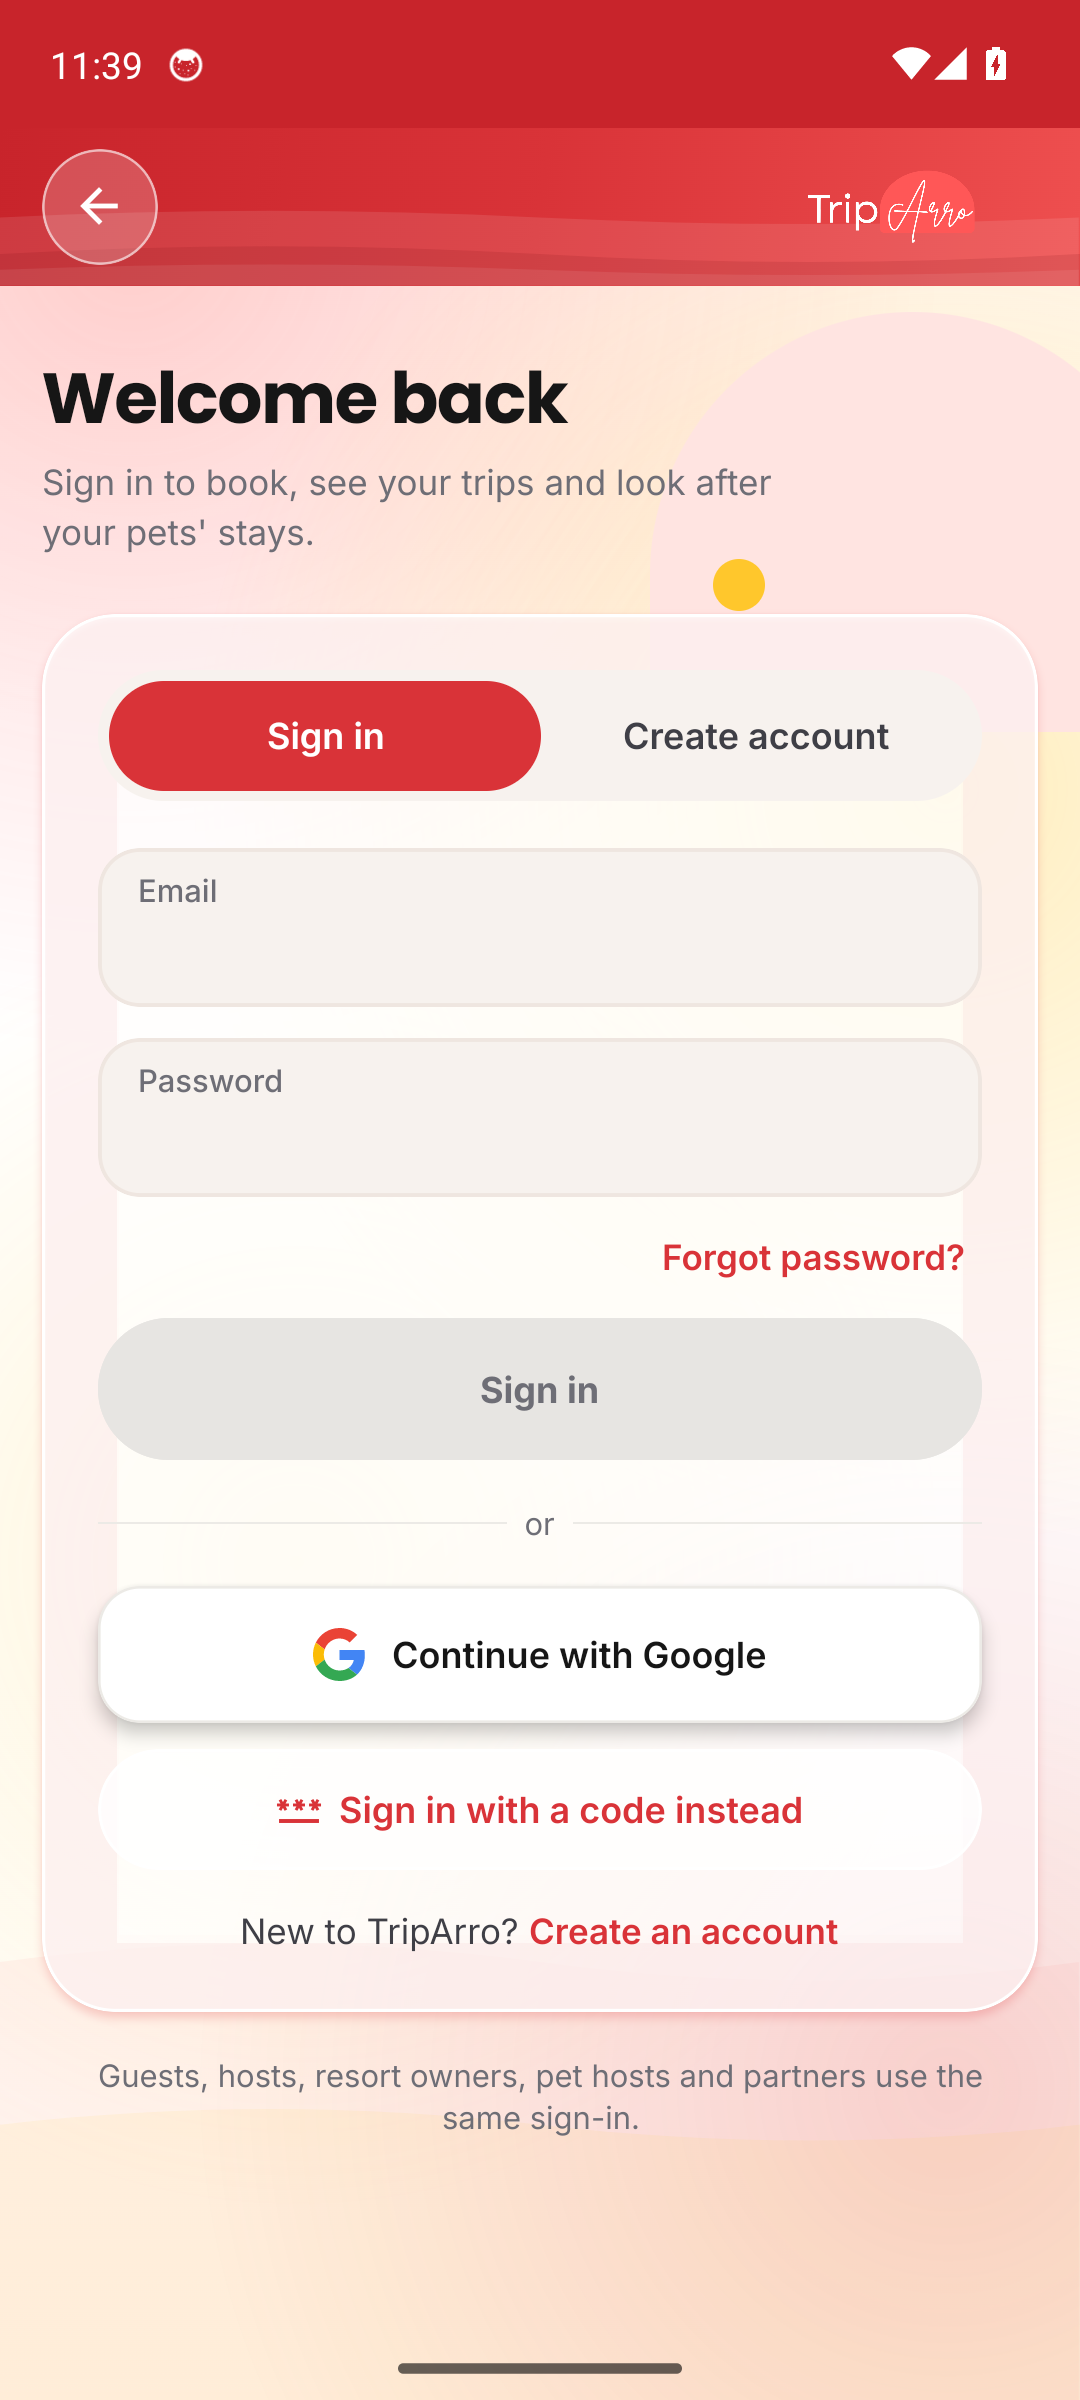 11:39
Trip Arro
Welcome back
Sign in to book, see your trips and look after
your pets' stays.
Sign in
Create account
Email
Password
Forgot password?
Sign in
or
Continue with Google
*** Sign in with a code instead
New to TripArro? Create an account
Guests, hosts, resort owners, pet hosts and partners use the
same sign-in.